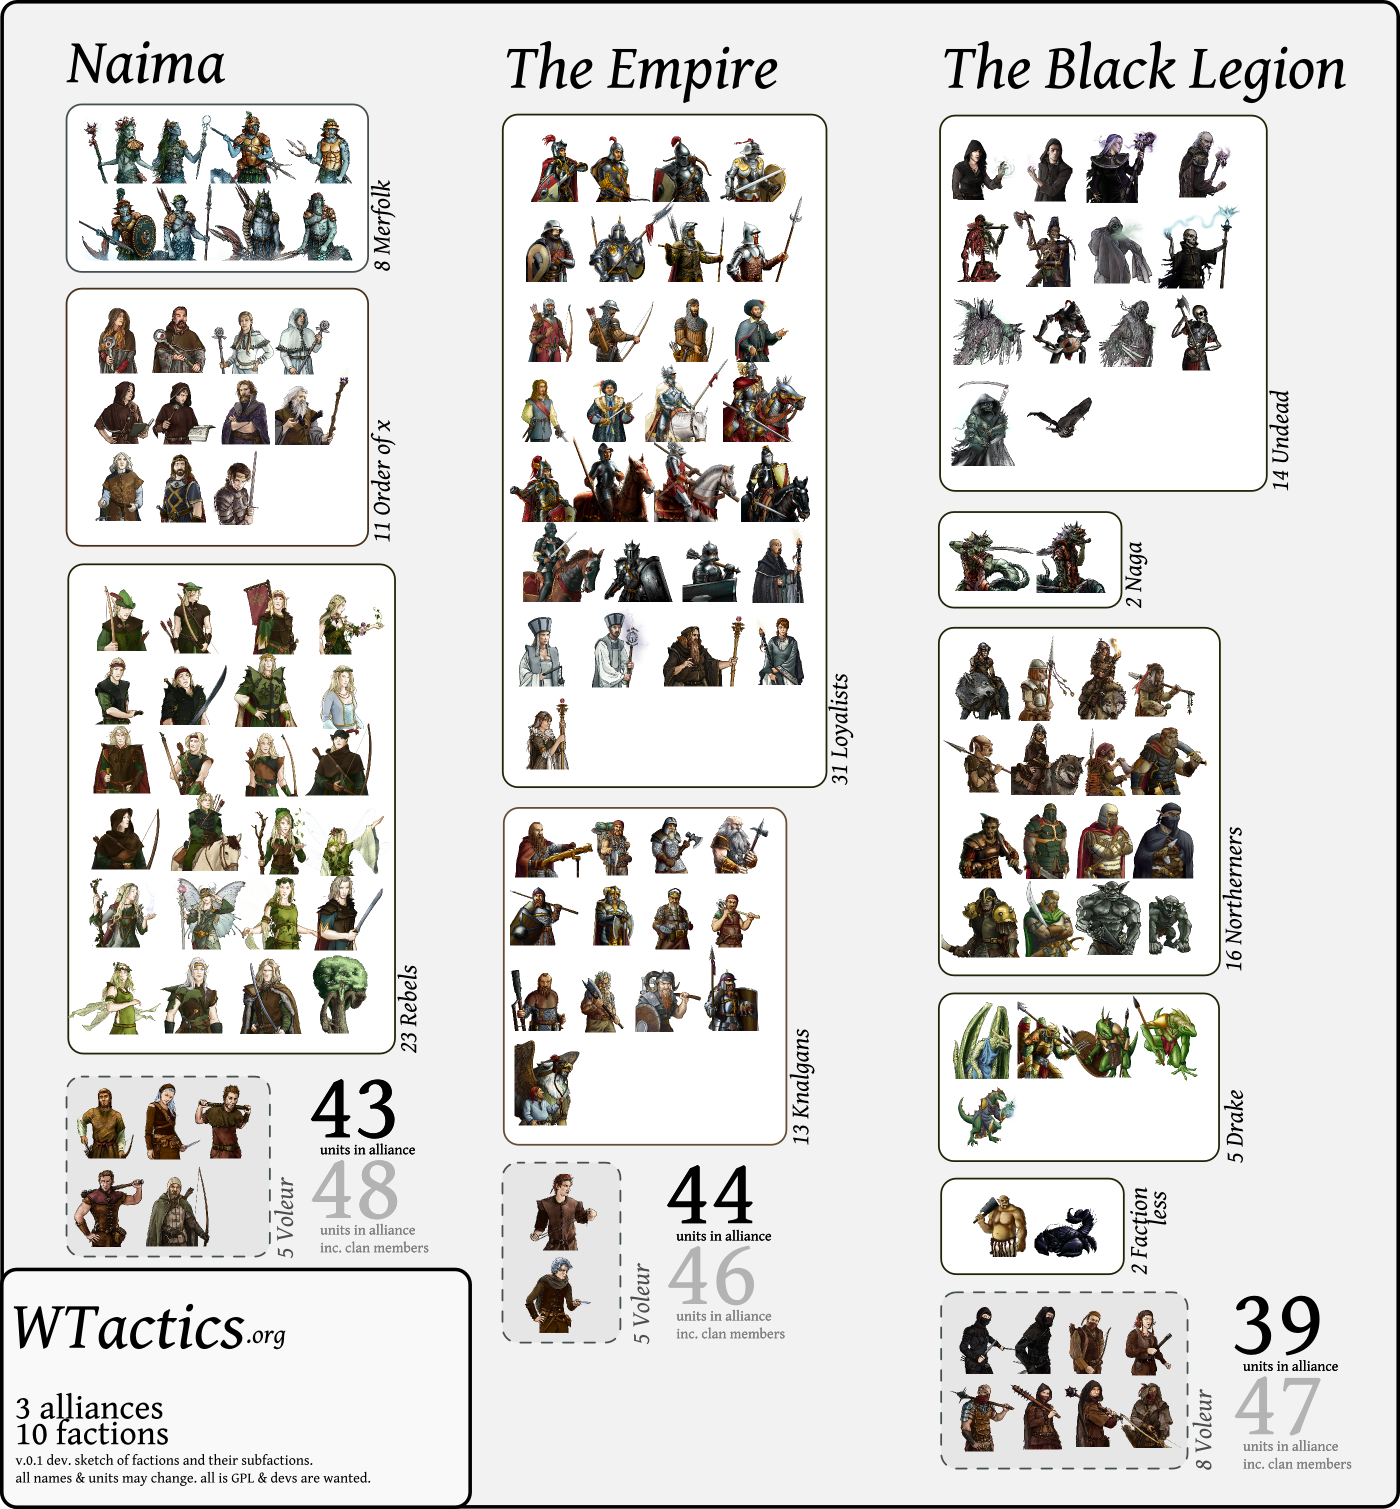 Naima
8 Merfolk
11 Order of x
23 Rebels
5 Voleur
43
units in alliance
48
units in alliance
inc. clan members
The Empire
31 Loyalists
13 Knalgans
5 Voleur
44
units in alliance
46
units in alliance
inc. clan members
The Black Legion
14 Undead
2 Naga
16 Northerners
5 Drake
2 Faction
less
8 Voleur
39
units in alliance
47
units in alliance
inc. clan members
WTactics.org
3 alliances
10 factions
v.0.1 dev. sketch of factions and their subfactions.
all names & units may change. all is GPL & devs are wanted.